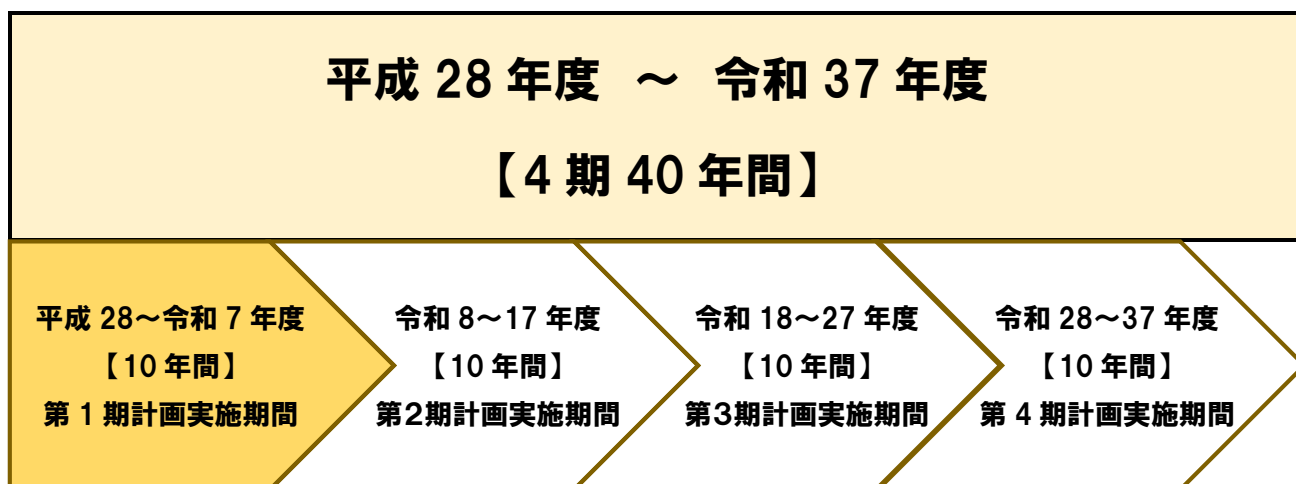 平成 28 年度 ～ 令和 37 年度
【4 期 40 年間】
平成 28～令和 7 年度
【10 年間】
第 1 期計画実施期間
令和 8～17 年度
【10 年間】
第2期計画実施期間
令和 18～27 年度
【10 年間】
第3期計画実施期間
令和 28～37 年度
【10 年間】
第 4 期計画実施期間